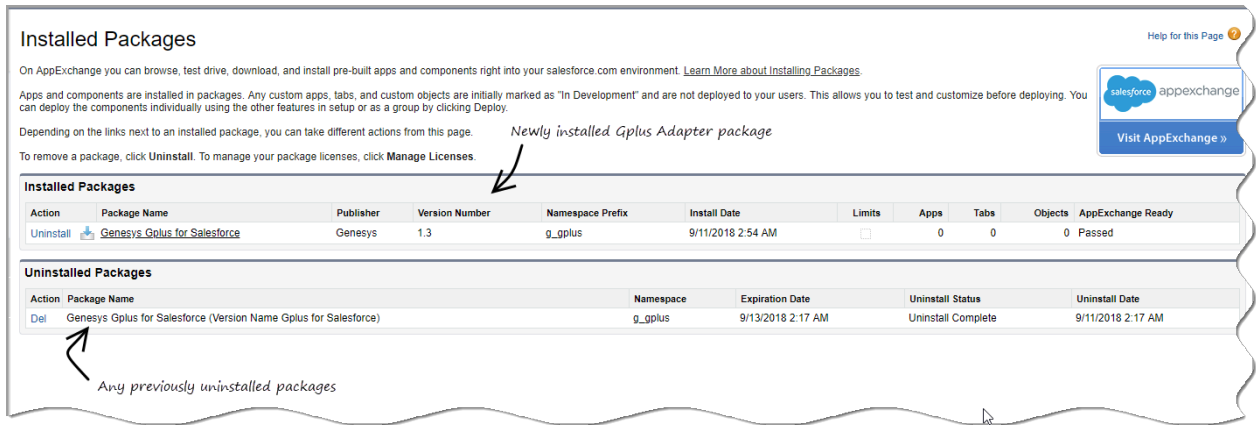 Installed Packages
Help for this Page
On AppExchange you can browse, test drive, download, and install pre-built apps and components right into your salesforce.com environment. Learn More about Installing Packages.
Apps and components are installed in packages. Any custom apps, tabs, and custom objects are initially marked as "In Development" and are not deployed to your users. This allows you to test and customize before deploying. You
can deploy the components individually using the other features in setup or as a group by clicking Deploy.
salesforce appexchange
Depending on the links next to an installed package, you can take different actions from this page.
Newly installed Gplus Adapter package
Visit AppExchange »
To remove a package, click Uninstall. To manage your package licenses, click Manage Licenses.
Installed Packages
Action Package Name Publisher Version Number Namespace Prefix Install Date Limits Apps Tabs Objects AppExchange Ready
Uninstall Genesys Gplus for Salesforce Genesys 1.3 g_gplus 9/11/2018 2:54 AM 0 0 0 Passed
Uninstalled Packages
Action Package Name Namespace Expiration Date Uninstall Status Uninstall Date
Del Genesys Gplus for Salesforce (Version Name Gplus for Salesforce) g_gplus 9/13/2018 2:17 AM Uninstall Complete 9/11/2018 2:17 AM
Any previously uninstalled packages